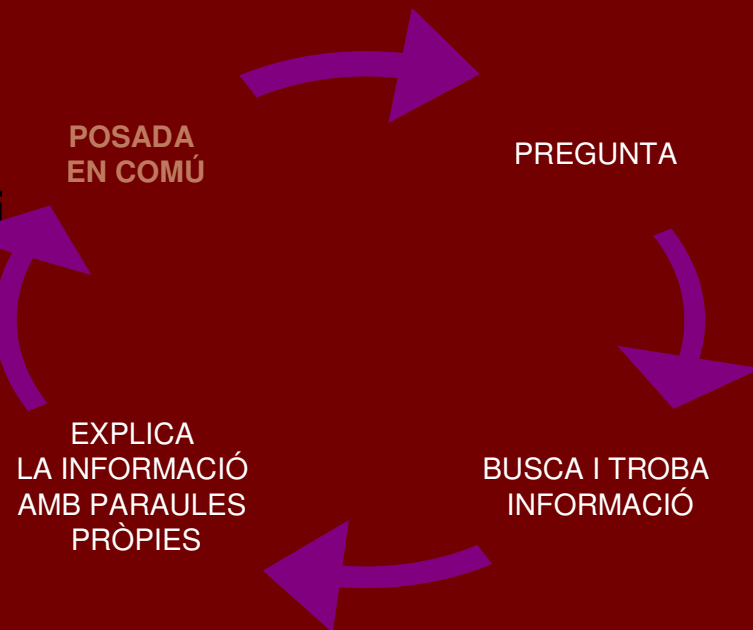 POSADA
EN COMÚ
PREGUNTA
BUSCA I TROBA
INFORMACIÓ
EXPLICA
LA INFORMACIÓ
AMB PARAULES
PRÒPIES